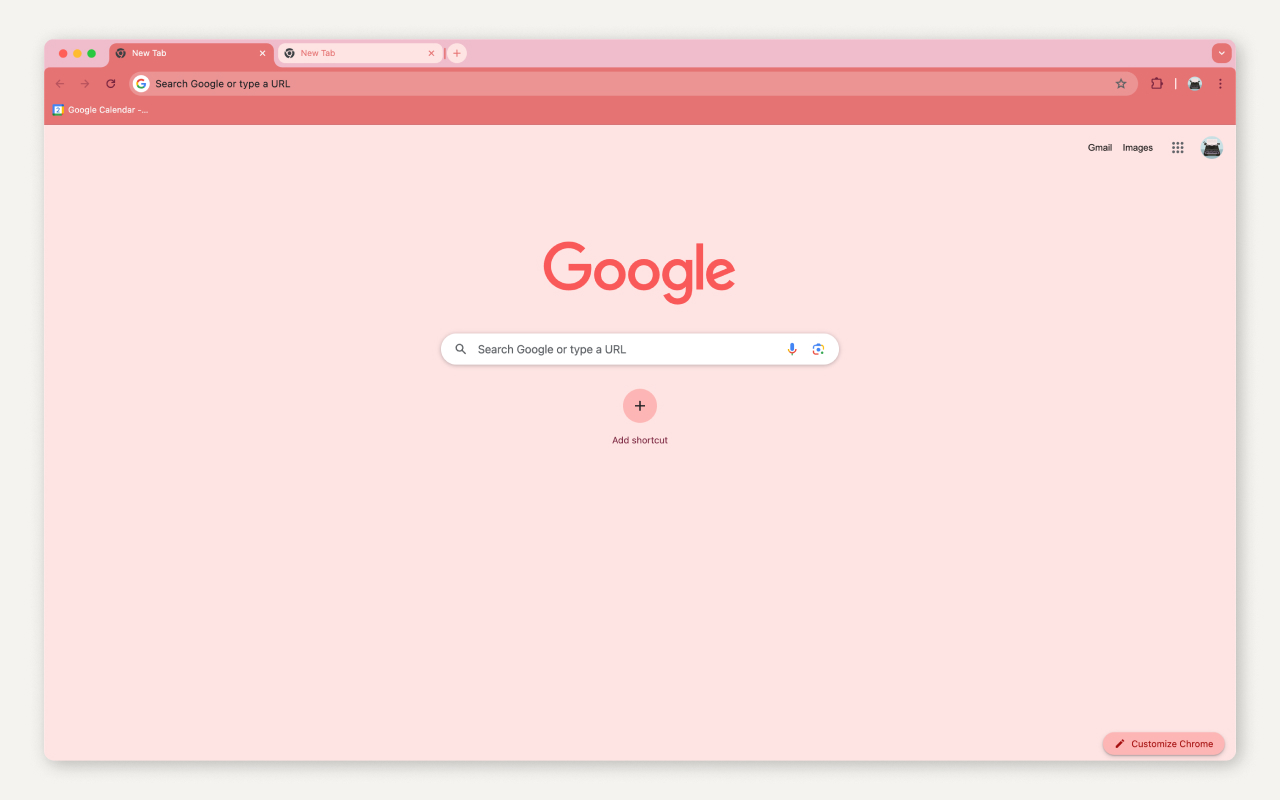 New Tab
New Tab
Search Google or type a URL
Google Calendar -...
Gmail
Images
Google
Search Google or type a URL
Add shortcut
Customize Chrome